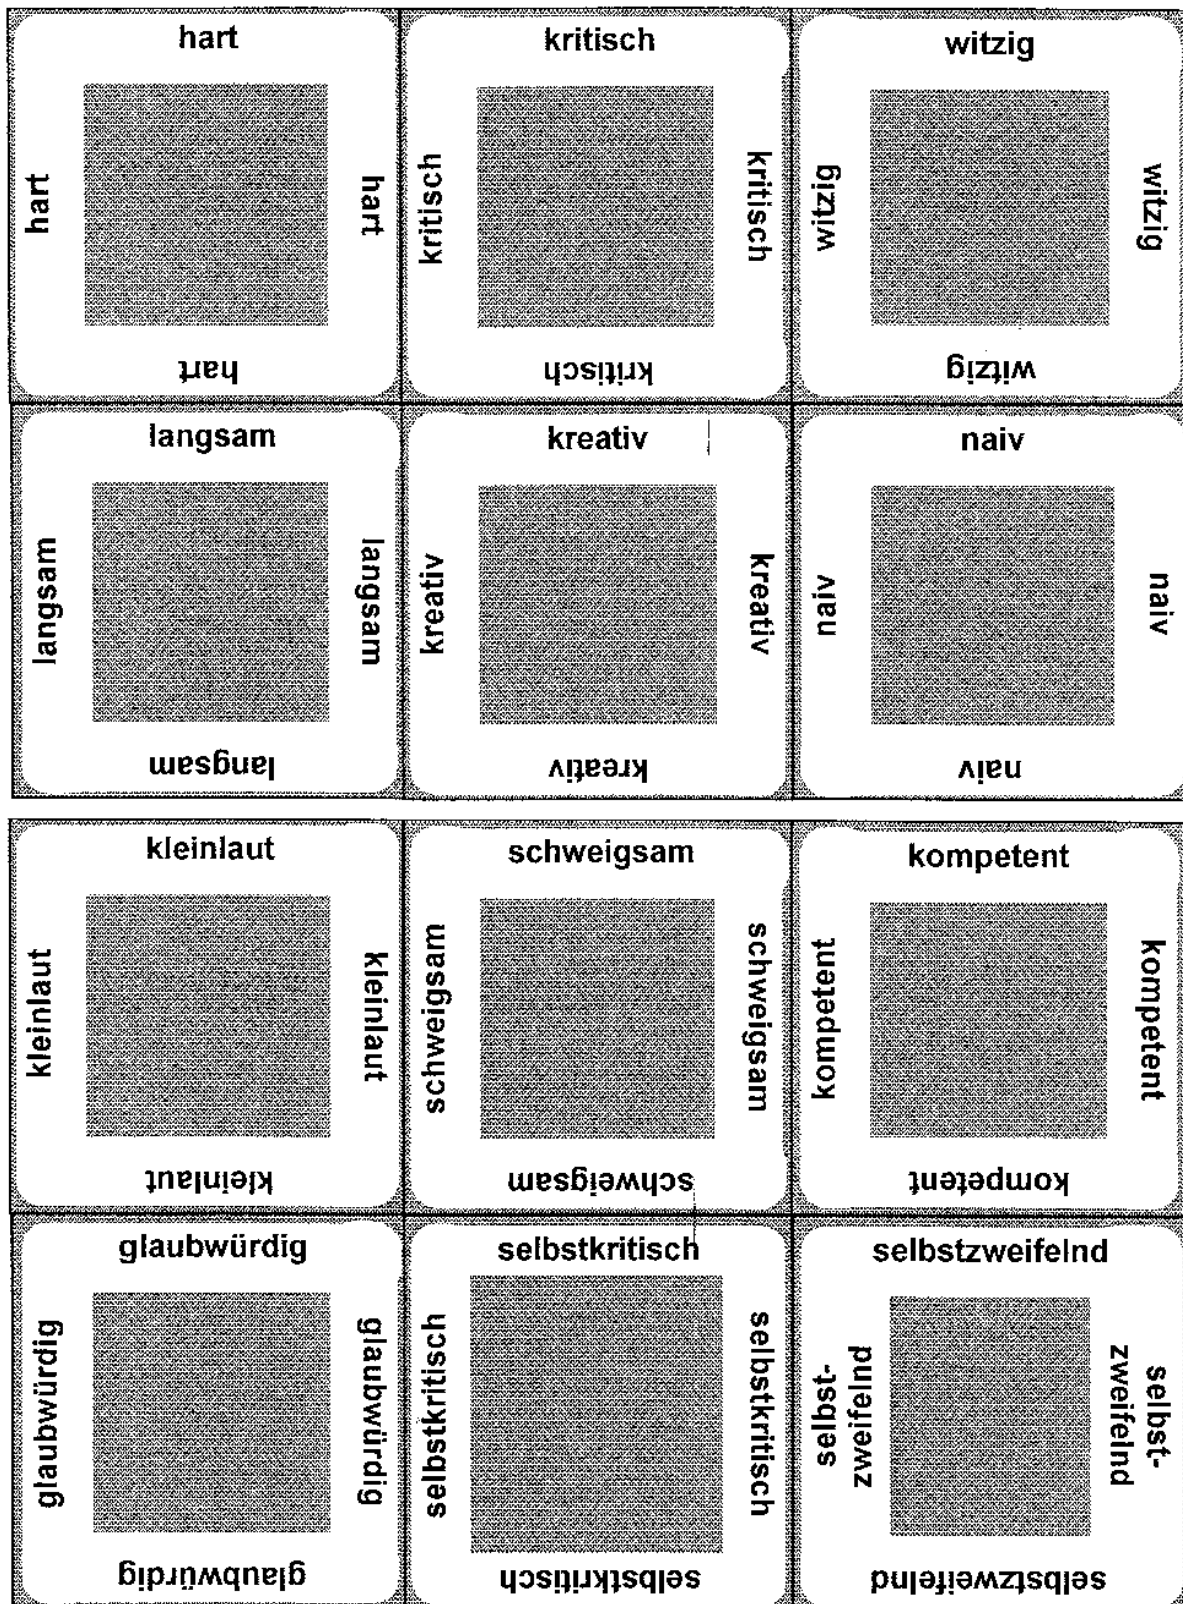 hart
hart
hart
hart
kritisch
kritisch
kritisch
kritisch
witzig
witzig
witzig
witzig
langsam
langsam
langsam
langsam
kreativ
kreativ
kreativ
kreativ
naiv
naiv
naiv
naiv
kleinlaut
kleinlaut
kleinlaut
kleinlaut
schweigsam
schweigsam
schweigsam
schweigsam
kompetent
kompetent
kompetent
kompetent
glaubwürdig
glaubwürdig
glaubwürdig
glaubwürdig
selbstkritisch
selbstkritisch
selbstkritisch
selbstkritisch
selbstzweifelnd
selbst-
zweifelnd
selbst-
zweifelnd
selbstzweifelnd